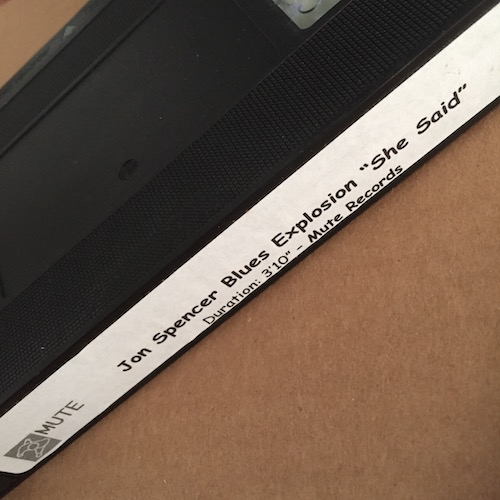 Jon Spencer Blues Explosion "She Said"
Duration: 3'10" - Mute Records
MUTE